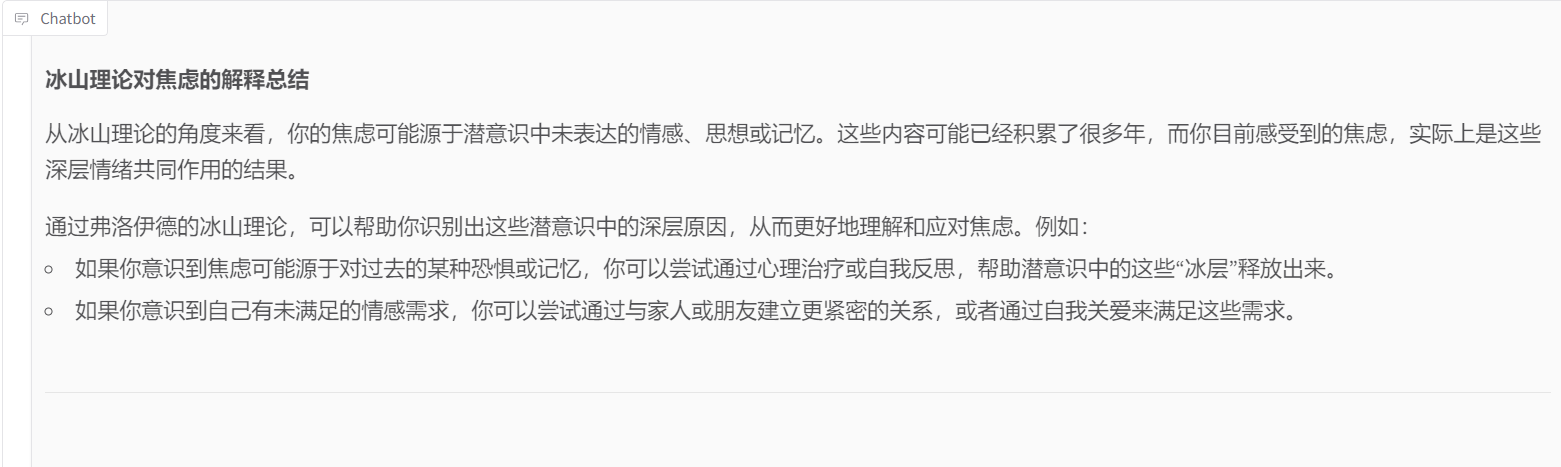 Chatbot
冰山理论对焦虑的解释总结
从冰山理论的角度来看，你的焦虑可能源于潜意识中未表达的情感、思想或记忆。这些内容可能已经积累了很多年，而你目前感受到的焦虑，实际上是这些
深层情绪共同作用的结果。
通过弗洛伊德的冰山理论，可以帮助你识别出这些潜意识中的深层原因，从而更好地理解和应对焦虑。例如：
如果你意识到焦虑可能源于对过去的某种恐惧或记忆，你可以尝试通过心理治疗或自我反思，帮助潜意识中的这些“冰层”释放出来。
如果你意识到自己有未满足的情感需求，你可以尝试通过与家人或朋友建立更紧密的关系，或者通过自我关爱来满足这些需求。